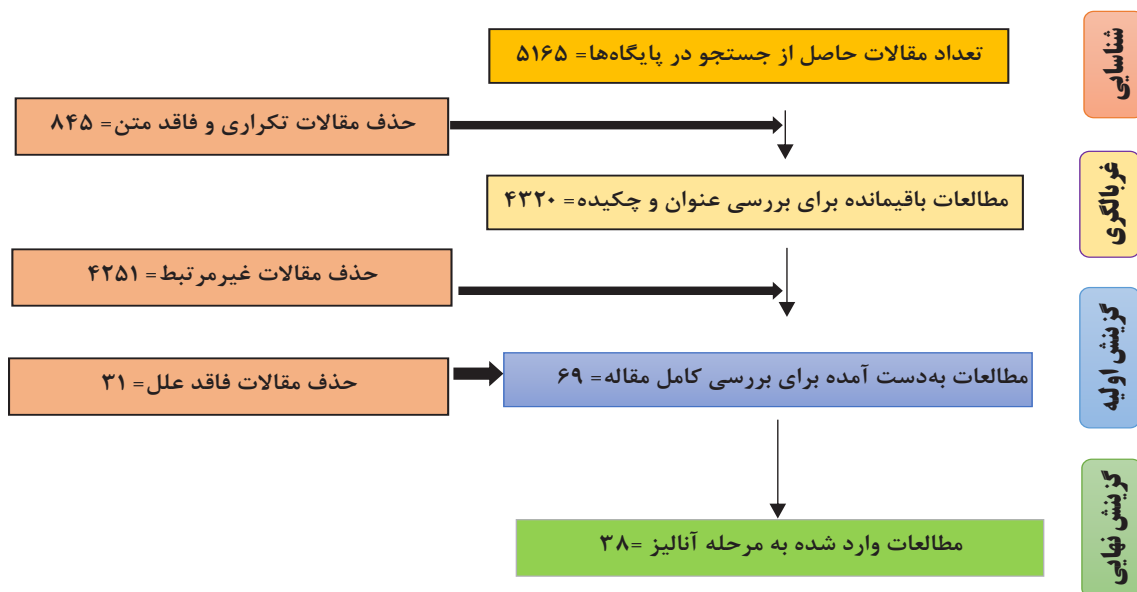 شناسایی
تعداد مقالات حاصل از جستجو در پایگاه‌ها= ۵۱۶۵
حذف مقالات تکراری و فاقد متن= ۸۴۵
غربالگری
مطالعات باقیمانده برای بررسی عنوان و چکیده= ۴۳۲۰
حذف مقالات غیرمرتبط= ۴۲۵۱
گزینش اولیه
مطالعات به‌دست آمده برای بررسی کامل مقاله= ۶۹
حذف مقالات فاقد علل= ۳۱
گزینش نهایی
مطالعات وارد شده به مرحله آنالیز =۳۸